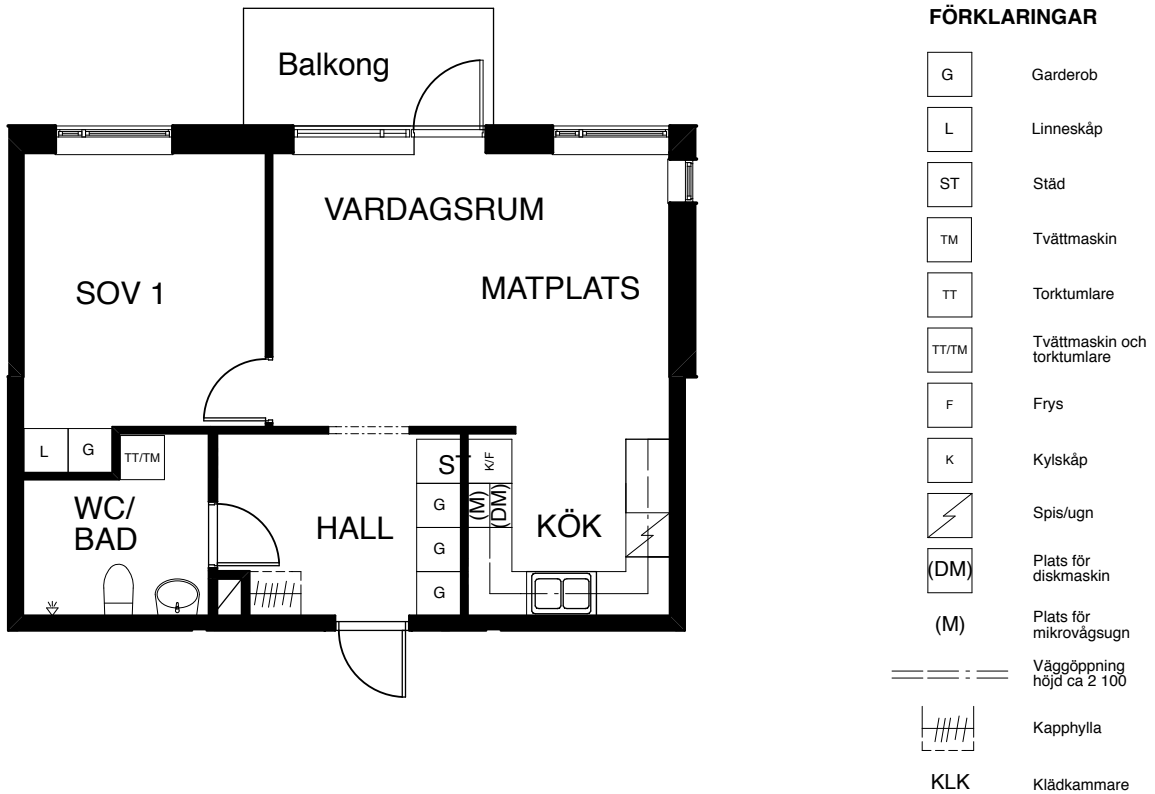 Balkong
VARDAGSRUM
MATPLATS
SOV 1
L
G
TT/TM
ST
K/F
WC/
BAD
HALL
G
(M)
(DM)
KÖK
G
G
FÖRKLARINGAR
G Garderob
L Linneskåp
ST Städ
TM Tvättmaskin
TT Torktumlare
TT/TM Tvättmaskin och
torktumlare
F Frys
K Kylskåp
Spis/ugn
(DM) Plats för
diskmaskin
(M) Plats för
mikrovågsugn
Väggöppning
höjd ca 2 100
Kapphylla
KLK Klädkammare